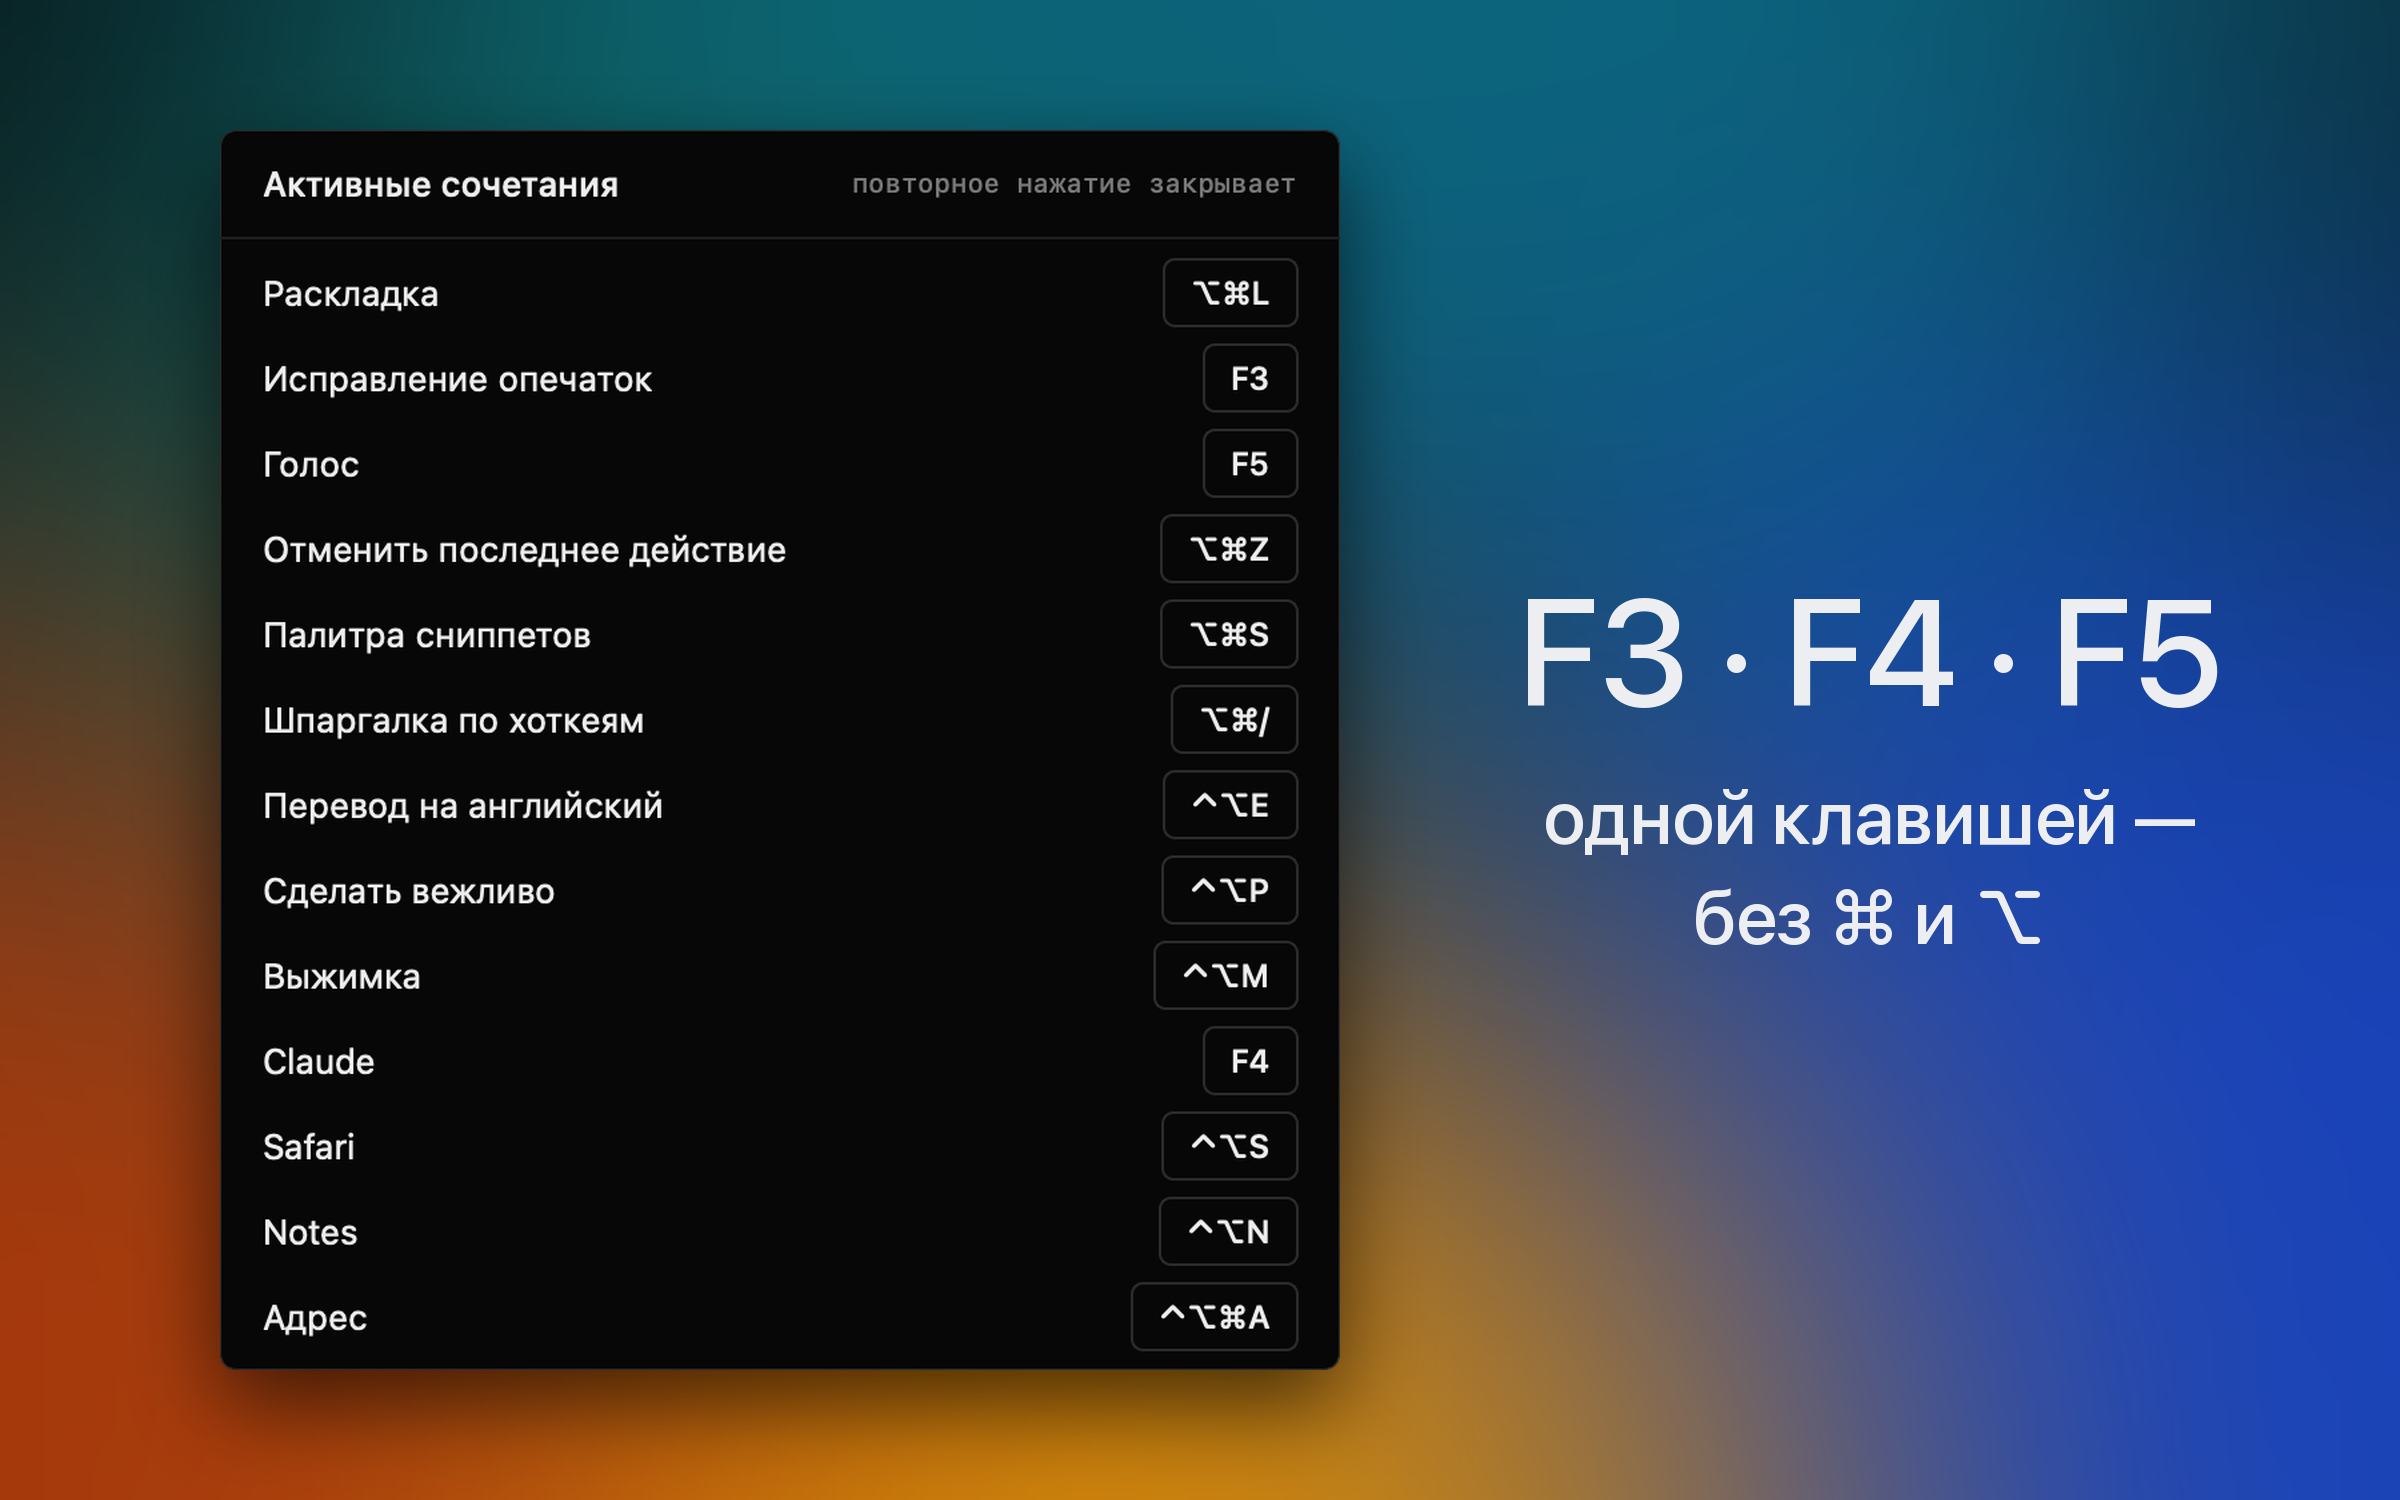 Активные сочетания повторное нажатие закрывает
Раскладка ⌥⌘L
Исправление опечаток F3
Голос F5
Отменить последнее действие ⌥⌘Z
Палитра сниппетов ⌥⌘S
Шпаргалка по хоткеям ⌥⌘/
Перевод на английский ^⌥E
Сделать вежливо ^⌥P
Выжимка ^⌥M
Claude F4
Safari ^⌥S
Notes ^⌥N
Адрес ^⌥⌘A
F3 · F4 · F5
одной клавишей —
без ⌘ и ⌥